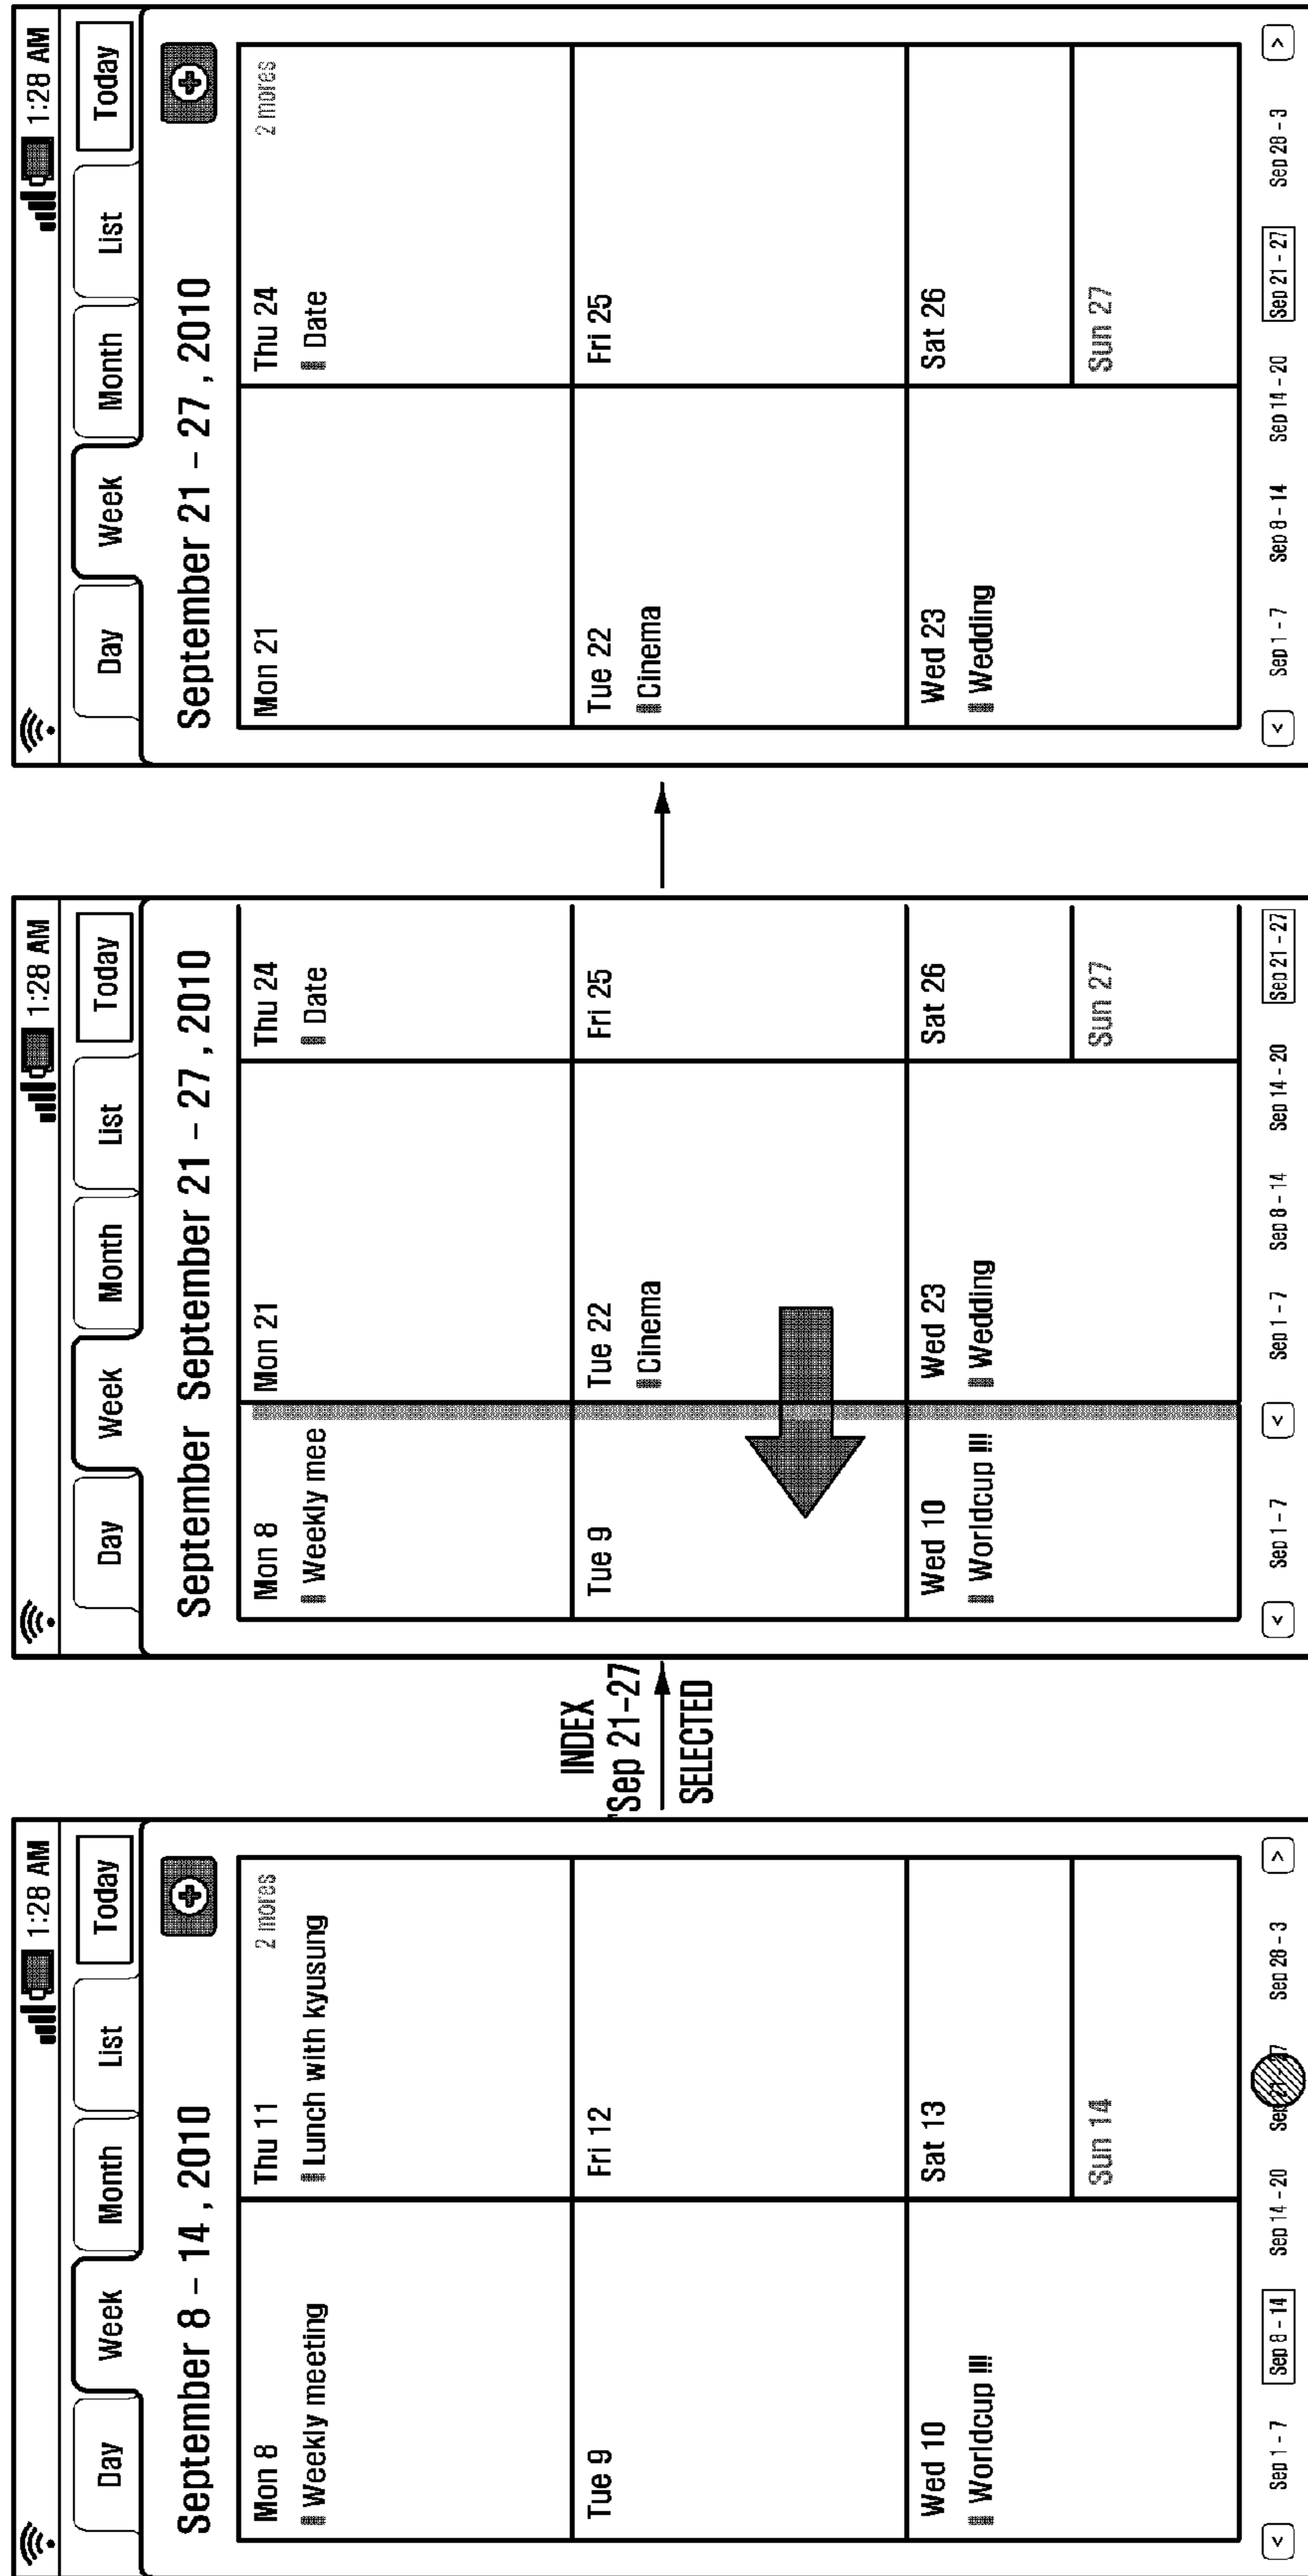 1:28 AM
Day Week Month List Today
September 8 - 14 , 2010
Mon 8
Weekly meeting
Thu 11 2 mores
Lunch with kyusung
Tue 9
Fri 12
Wed 10
Worldcup !!!
Sat 13
Sun 14
< Sep 1 - 7 Sep 8 - 14 Sep 14 - 20 Sep 21 - 27 Sep 28 - 3 >
INDEX
'Sep 21-27
SELECTED
1:28 AM
Day Week Month List Today
September September 21 - 27 , 2010
Mon 8
Weekly mee
Mon 21
Thu 24
Date
Tue 9
Tue 22
Cinema
Fri 25
Wed 10
Worldcup !!!
Wed 23
Wedding
Sat 26
Sun 27
< Sep 1 - 7 < Sep 1 - 7 Sep 8 - 14 Sep 14 - 20 Sep 21 - 27
1:28 AM
Day Week Month List Today
September 21 - 27 , 2010
Mon 21
Thu 24 2 mores
Date
Tue 22
Cinema
Fri 25
Wed 23
Wedding
Sat 26
Sun 27
< Sep 1 - 7 Sep 8 - 14 Sep 14 - 20 Sep 21 - 27 Sep 28 - 3 >